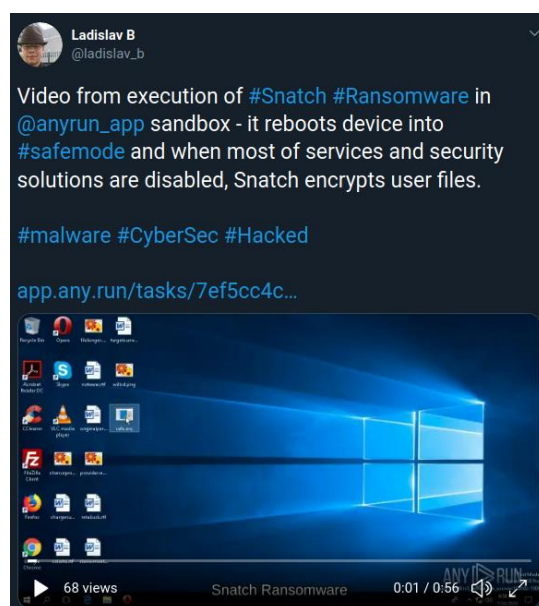 Ladislav B
@ladislav_b
Video from execution of #Snatch #Ransomware in
@anyrun_app sandbox - it reboots device into
#safemode and when most of services and security
solutions are disabled, Snatch encrypts user files.
#malware #CyberSec #Hacked
app.any.run/tasks/7ef5cc4c…
Recycle Bin
Opera
Skype
VLC media
player
FileZilla
Client
Firefox
68 views
Snatch Ransomware
0:01 / 0:56
ANY RUN